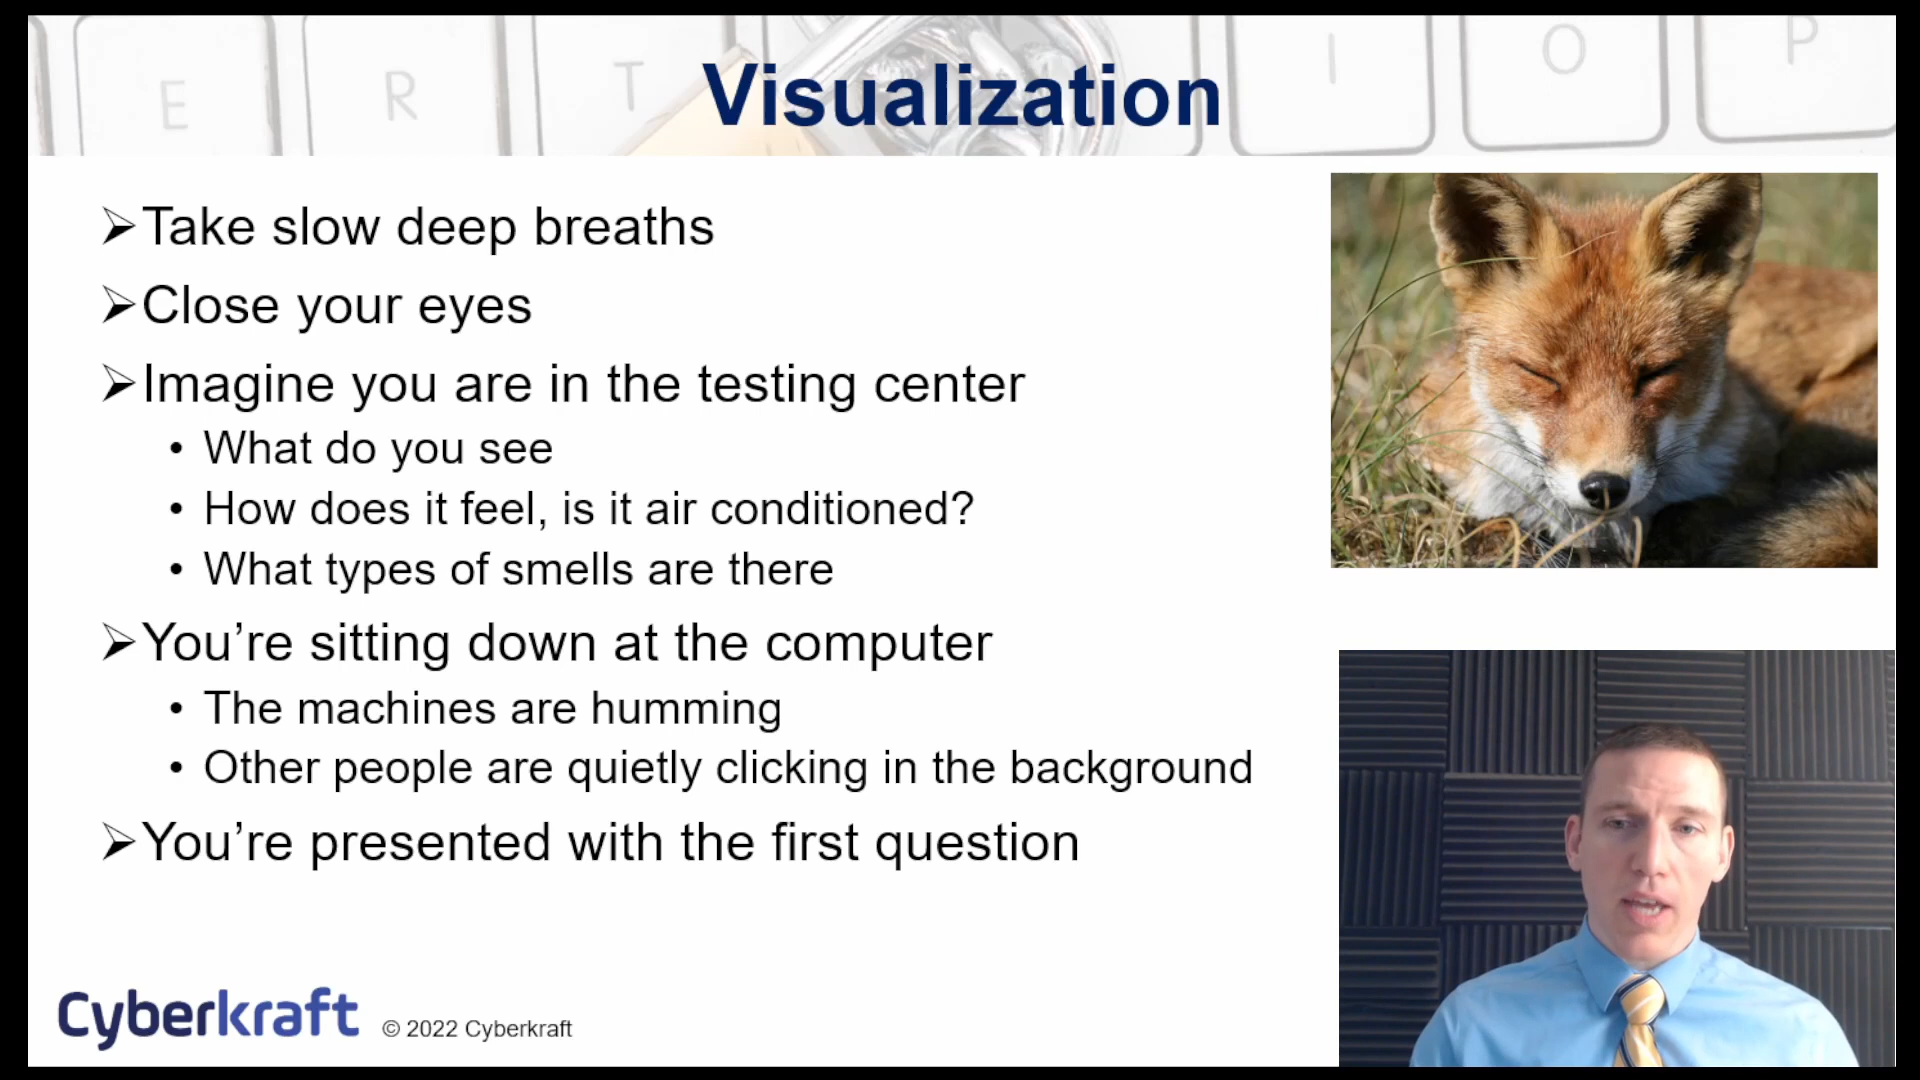 E R T I O P
Visualization
➢Take slow deep breaths
➢Close your eyes
➢Imagine you are in the testing center
• What do you see
• How does it feel, is it air conditioned?
• What types of smells are there
➢You’re sitting down at the computer
• The machines are humming
• Other people are quietly clicking in the background
➢You’re presented with the first question
Cyberkraft © 2022 Cyberkraft